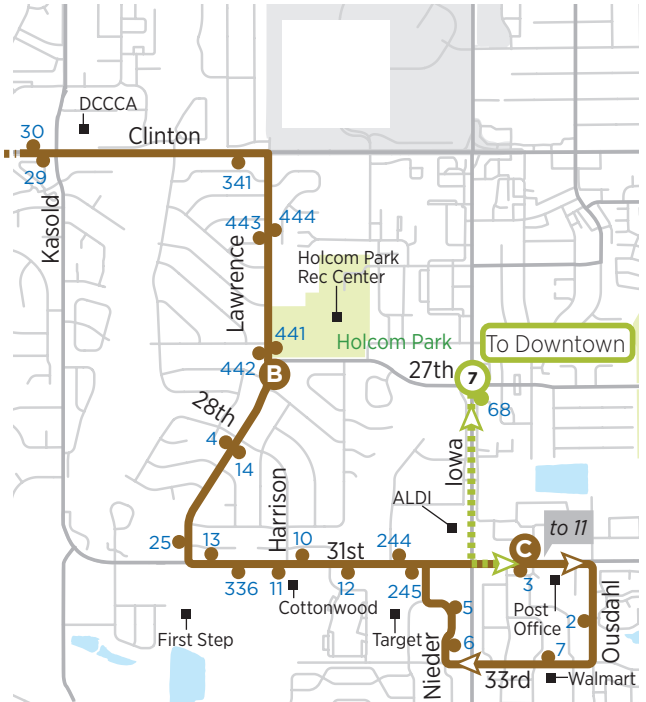 DCCCA
30
Clinton
29
341
Kasold
443
444
Lawrence
Holcom Park
Rec Center
441
Holcom Park
To Downtown
442
B
27th
7
68
28th
4
14
Iowa
Harrison
ALDI
to 11
25
13
10
31st
244
C
336
11
12
245
3
Cottonwood
Post
Office
5
2
Ousdahl
First Step
Target
6
Nieder
7
33rd
Walmart